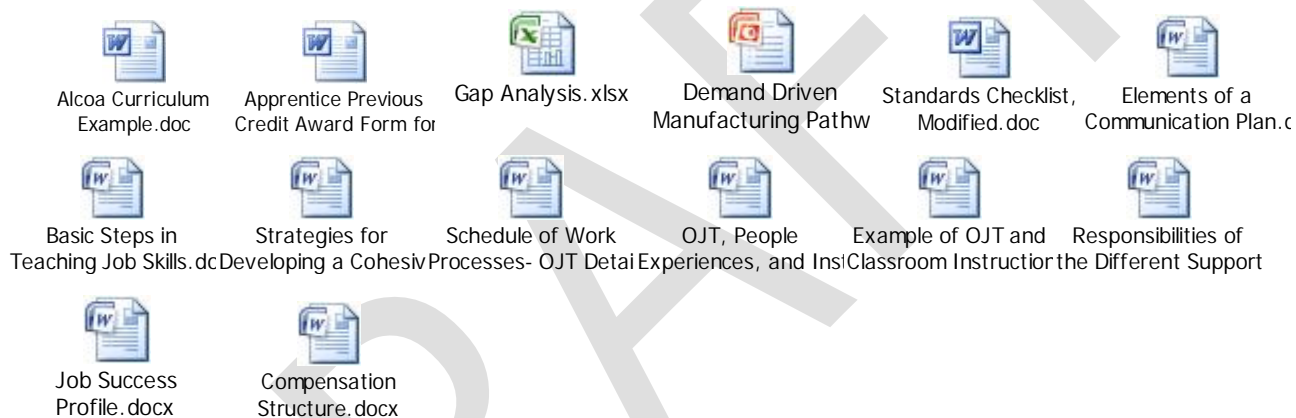 Alcoa Curriculum
Example.doc
Apprentice Previous
Credit Award Form for
Gap Analysis.xlsx
Demand Driven
Manufacturing Pathw
Standards Checklist,
Modified.doc
Elements of a
Communication Plan.d
Basic Steps in
Teaching Job Skills.dc
Strategies for
Developing a Cohesiv
Schedule of Work
Processes- OJT Detai
OJT, People
Experiences, and Inst
Example of OJT and
Classroom Instruction
Responsibilities of
the Different Support
Job Success
Profile.docx
Compensation
Structure.docx